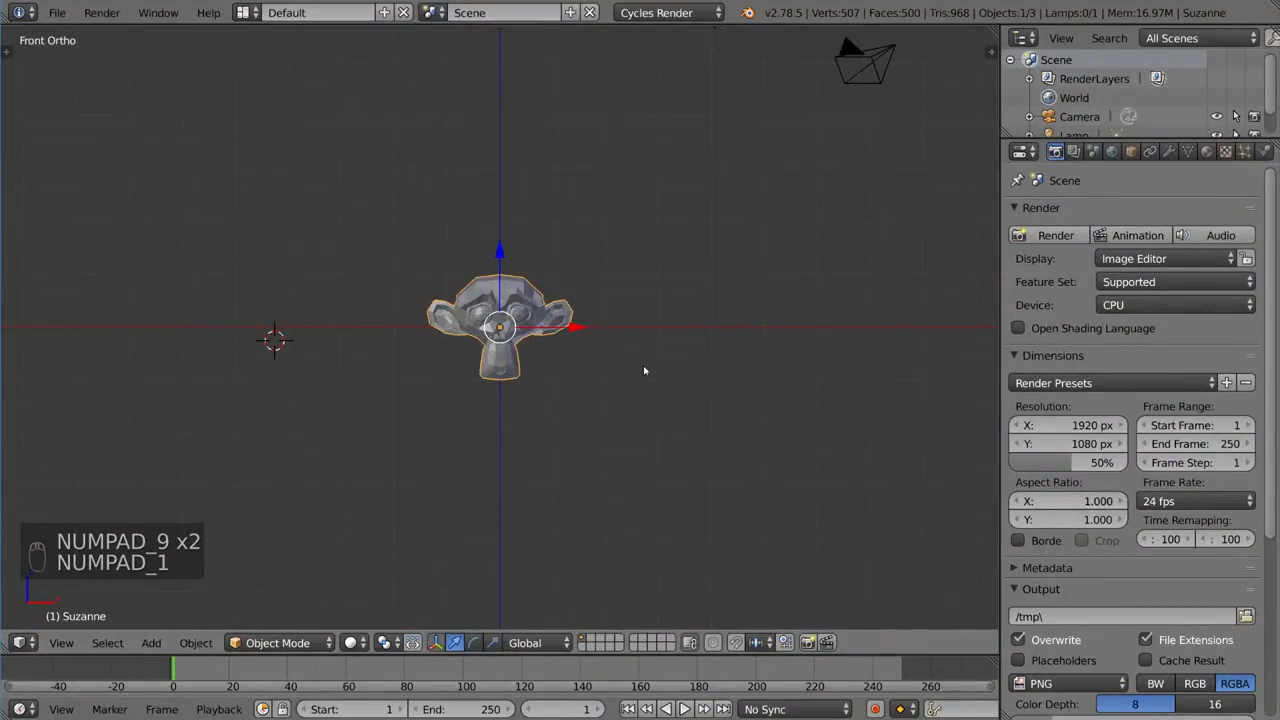 File Render Window Help Default Scene Cycles Render v2.78.5 | Verts:507 | Faces:500 | Tris:968 | Objects:1/3 | Lamps:0/1 | Mem:16.97M | Suzanne
Front Ortho
View Search All Scenes
Scene
RenderLayers
World
Camera
Lamp
Scene
Render
Render Animation Audio
Display: Image Editor
Feature Set: Supported
Device: CPU
Open Shading Language
Dimensions
Render Presets
Resolution: Frame Range:
X: 1920 px Start Frame: 1
Y: 1080 px End Frame: 250
50% Frame Step: 1
Aspect Ratio: Frame Rate:
X: 1.000 24 fps
Y: 1.000 Time Remapping:
Borde Crop : 100 : 100
Metadata
Output
/tmp\
Overwrite File Extensions
Placeholders Cache Result
PNG BW RGB RGBA
Color Depth: 8 16
NUMPAD_9 x2
NUMPAD_1
(1) Suzanne
View Select Add Object Object Mode Global
-40 -20 0 20 40 60 80 100 120 140 160 180 200 220 240 260
View Marker Frame Playback Start: 1 End: 250 1 No Sync